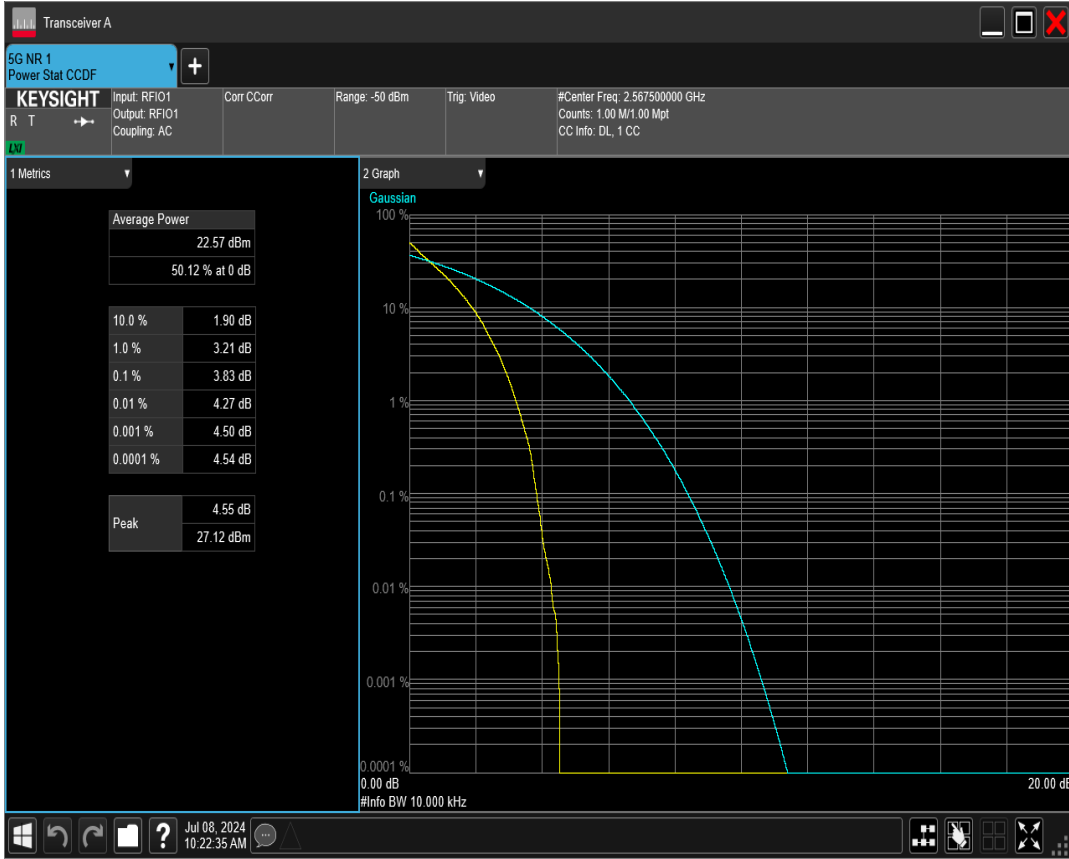 Transceiver A
5G NR 1
Power Stat CCDF
+
KEYSIGHT
R T
LXI
Input: RFIO1
Output: RFIO1
Coupling: AC
Corr CCorr
Range: -50 dBm
Trig: Video
#Center Freq: 2.567500000 GHz
Counts: 1.00 M/1.00 Mpt
CC Info: DL, 1 CC
1 Metrics
Average Power
22.57 dBm
50.12 % at 0 dB
10.0 % 1.90 dB
1.0 % 3.21 dB
0.1 % 3.83 dB
0.01 % 4.27 dB
0.001 % 4.50 dB
0.0001 % 4.54 dB
Peak 4.55 dB
27.12 dBm
2 Graph
Gaussian
100 %
10 %
1 %
0.1 %
0.01 %
0.001 %
0.0001 %
0.00 dB 20.00 dB
#Info BW 10.000 kHz
?
Jul 08, 2024
10:22:35 AM